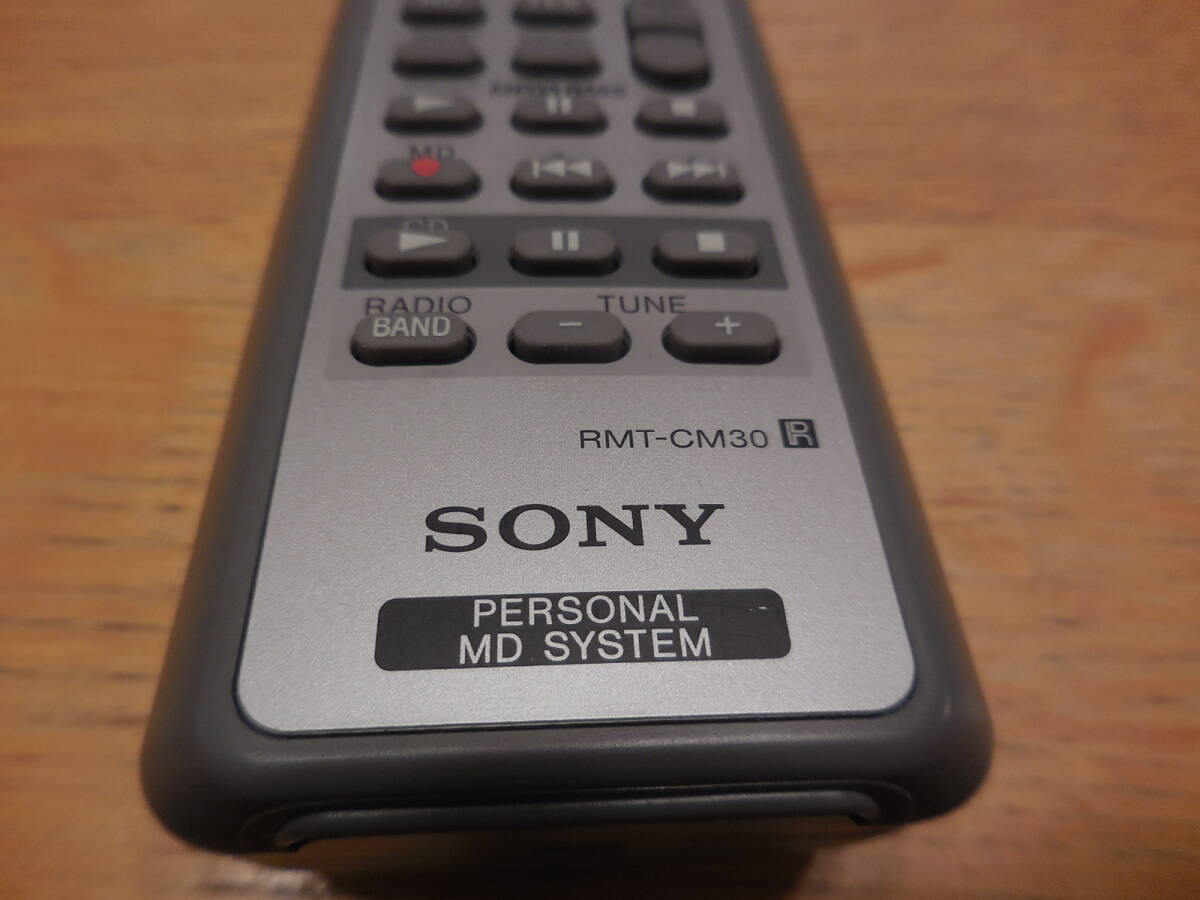 MD
CD
RADIO TUNE
BAND − +
RMT-CM30 R
SONY
PERSONAL
MD SYSTEM